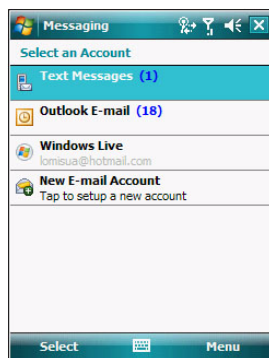 Messaging
Select an Account
Text Messages (1)
Outlook E-mail (18)
Windows Live
lomisua@hotmail.com
New E-mail Account
Tap to setup a new account
Select Menu